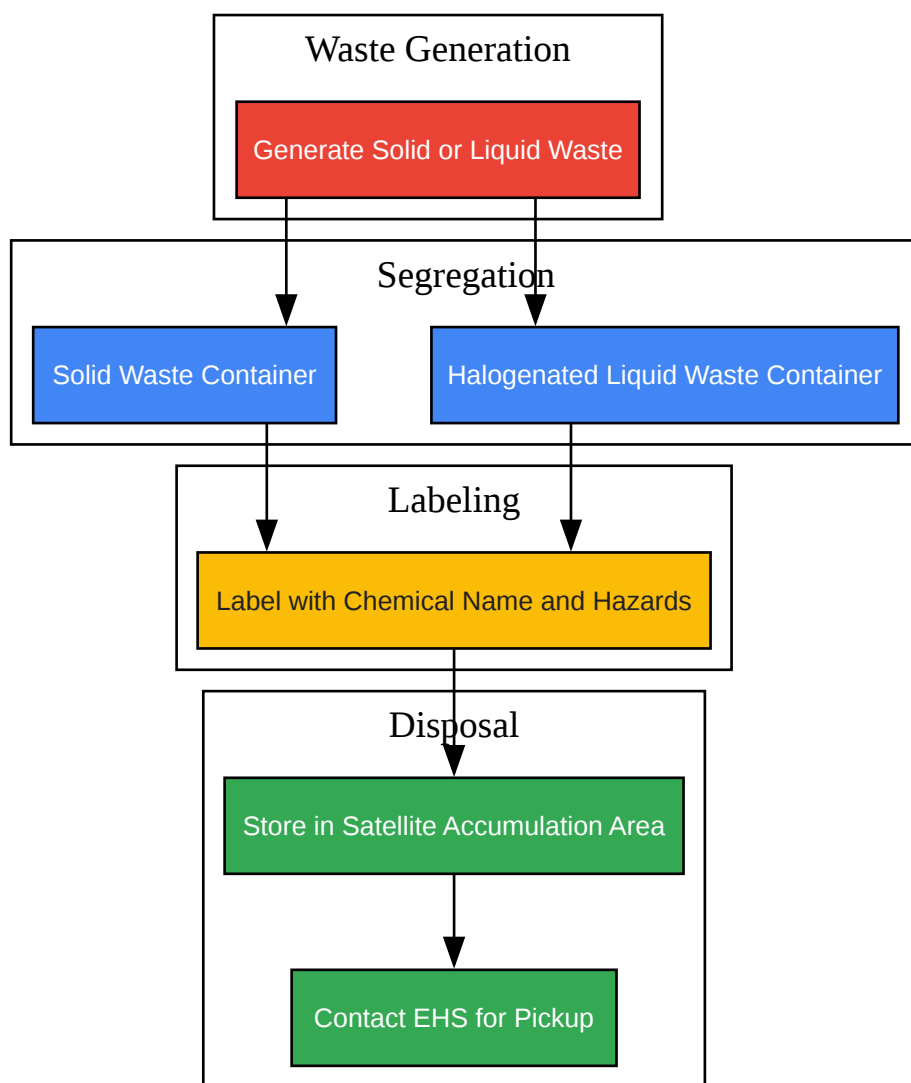 Waste Generation
Generate Solid or Liquid Waste
Segregation
Solid Waste Container
Halogenated Liquid Waste Container
Labeling
Label with Chemical Name and Hazards
Disposal
Store in Satellite Accumulation Area
Contact EHS for Pickup